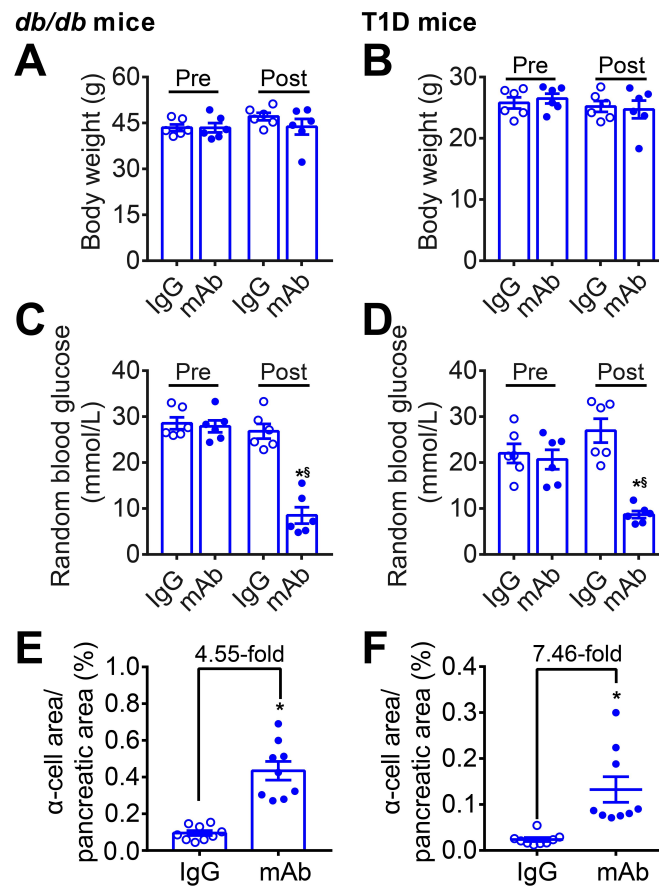 db/db mice
T1D mice
A
Body weight (g)
60
45
30
15
0
Pre
Post
IgG
mAb
IgG
mAb
B
Body weight (g)
30
20
10
0
Pre
Post
IgG
mAb
IgG
mAb
C
Random blood glucose
(mmol/L)
40
30
20
10
0
Pre
Post
*§
IgG
mAb
IgG
mAb
D
Random blood glucose
(mmol/L)
40
30
20
10
0
Pre
Post
*§
IgG
mAb
IgG
mAb
E
α-cell area/
pancreatic area (%)
1.0
0.8
0.6
0.4
0.2
0.0
4.55-fold
*
IgG
mAb
F
α-cell area/
pancreatic area (%)
0.4
0.3
0.2
0.1
0.0
7.46-fold
*
IgG
mAb